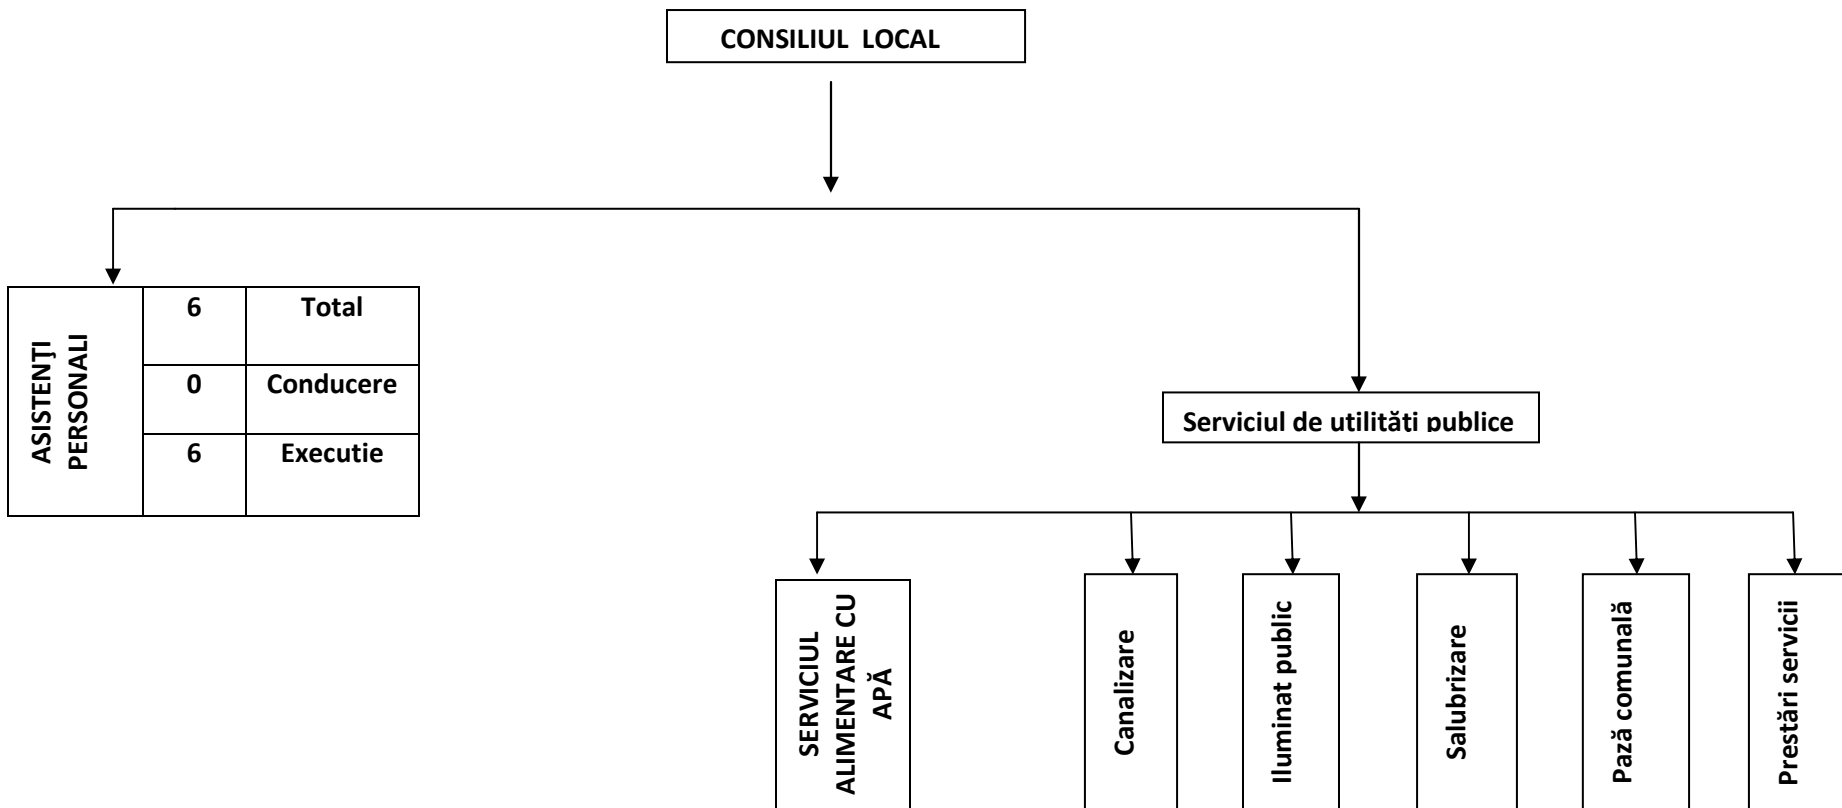 CONSILIUL LOCAL
ASISTENŢI
PERSONALI
6 Total
0 Conducere
6 Executie
Serviciul de utilităţi publice
SERVICIUL
ALIMENTARE CU
APĂ
Canalizare
Iluminat public
Salubrizare
Pază comunală
Prestări servicii